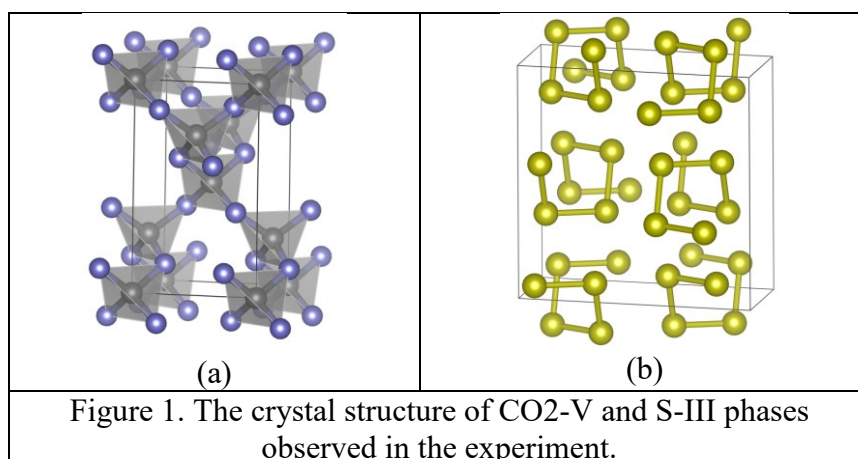 (a)
(b)
Figure 1. The crystal structure of CO2-V and S-III phases
observed in the experiment.